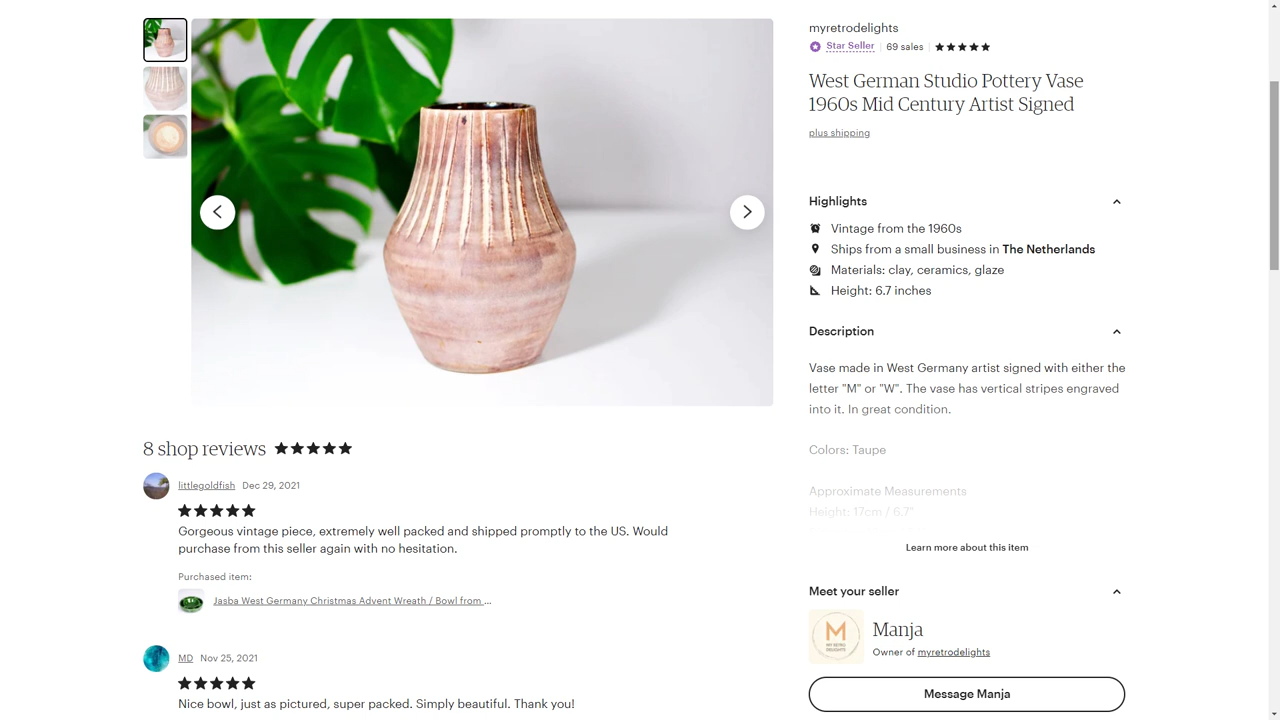 myretrodelights
Star Seller
69 sales
West German Studio Pottery Vase
1960s Mid Century Artist Signed
plus shipping
Highlights
Vintage from the 1960s
Ships from a small business in The Netherlands
Materials: clay, ceramics, glaze
Height: 6.7 inches
Description
Vase made in West Germany artist signed with either the
letter "M" or "W". The vase has vertical stripes engraved
into it. In great condition.
Colors: Taupe
Approximate Measurements
Height: 17cm / 6.7"
Learn more about this item
Meet your seller
M
MY RETRO
DELIGHTS
Manja
Owner of myretrodelights
Message Manja
8 shop reviews
littlegoldfish Dec 29, 2021
Gorgeous vintage piece, extremely well packed and shipped promptly to the US. Would
purchase from this seller again with no hesitation.
Purchased item:
Jasba West Germany Christmas Advent Wreath / Bowl from ...
MD Nov 25, 2021
Nice bowl, just as pictured, super packed. Simply beautiful. Thank you!